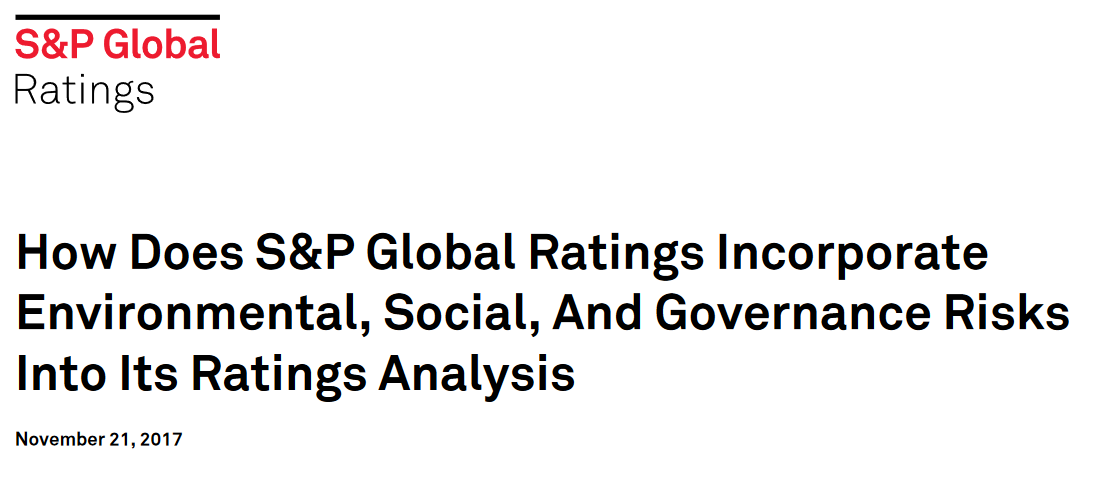 S&P Global
Ratings
How Does S&P Global Ratings Incorporate
Environmental, Social, And Governance Risks
Into Its Ratings Analysis
November 21, 2017